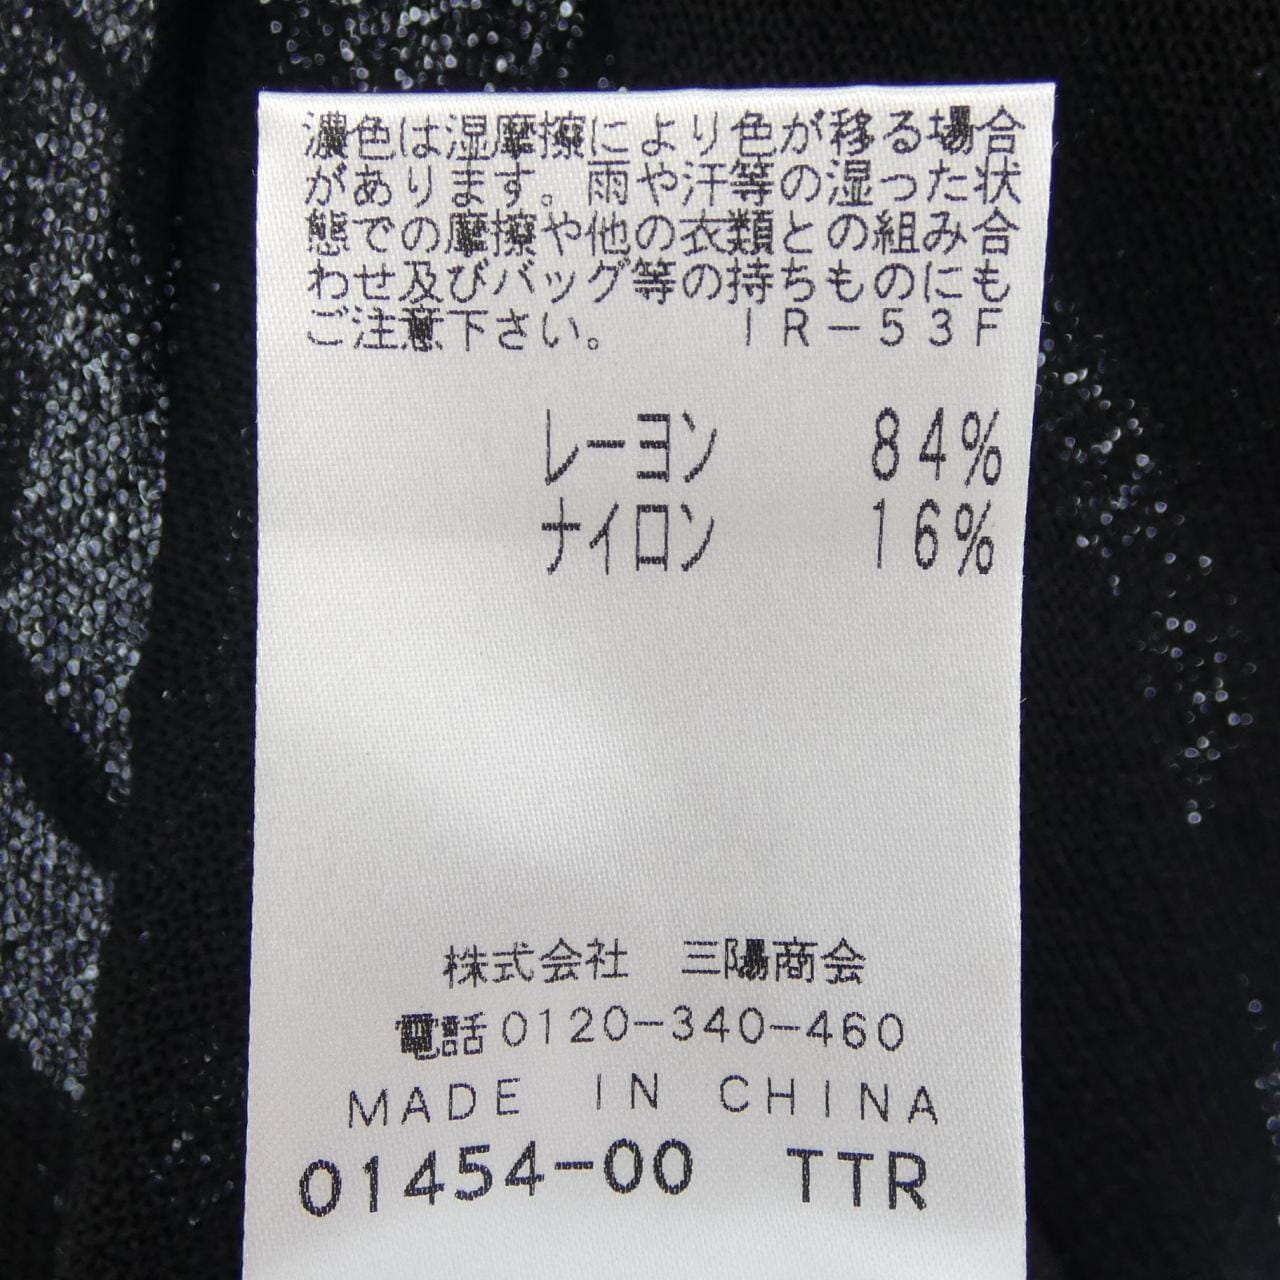 濃色は湿摩擦により色が移る場合
があります。雨や汗等の湿った状
態での摩擦や他の衣類との組み合
わせ及びバッグ等の持ちものにも
ご注意下さい。 IR-53F
レーヨン 84%
ナイロン 16%
株式会社 三陽商会
電話0120-340-460
MADE IN CHINA
01454-00 TTR